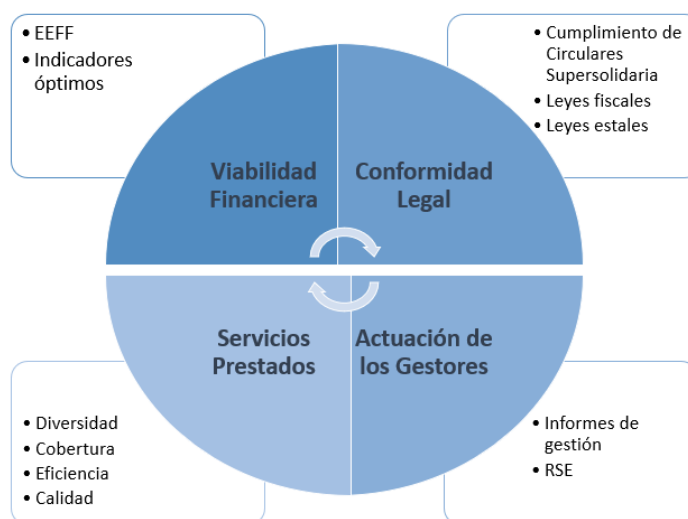 • EEFF
• Indicadores
óptimos
• Cumplimiento de
Circulares
Supersolidaria
• Leyes fiscales
• Leyes estales
Viabilidad
Financiera
Conformidad
Legal
Servicios
Prestados
Actuación de
los Gestores
• Diversidad
• Cobertura
• Eficiencia
• Calidad
• Informes de
gestión
• RSE